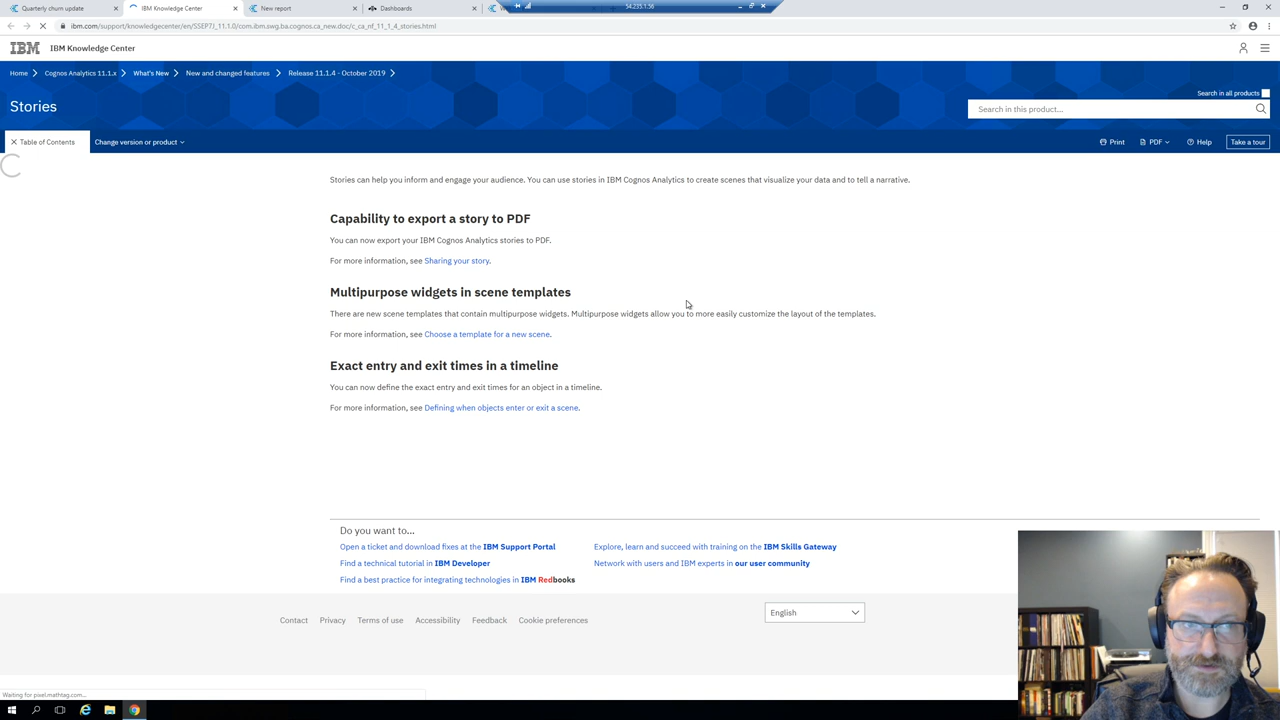 Quarterly churn update
IBM Knowledge Center
New report
Dashboards
54.235.1.56
ibm.com/support/knowledgecenter/en/SSEP7J_11.1.0/com.ibm.swg.ba.cognos.ca_new.doc/c_ca_nf_11_1_4_stories.html
IBM IBM Knowledge Center
Home Cognos Analytics 11.1.x What's New New and changed features Release 11.1.4 - October 2019
Search in all products
Stories
Search in this product...
Table of Contents Change version or product
Print PDF Help Take a tour
Stories can help you inform and engage your audience. You can use stories in IBM Cognos Analytics to create scenes that visualize your data and to tell a narrative.
Capability to export a story to PDF
You can now export your IBM Cognos Analytics stories to PDF.
For more information, see Sharing your story.
Multipurpose widgets in scene templates
There are new scene templates that contain multipurpose widgets. Multipurpose widgets allow you to more easily customize the layout of the templates.
For more information, see Choose a template for a new scene.
Exact entry and exit times in a timeline
You can now define the exact entry and exit times for an object in a timeline.
For more information, see Defining when objects enter or exit a scene.
Do you want to...
Open a ticket and download fixes at the IBM Support Portal
Explore, learn and succeed with training on the IBM Skills Gateway
Find a technical tutorial in IBM Developer
Network with users and IBM experts in our user community
Find a best practice for integrating technologies in IBM Redbooks
Contact Privacy Terms of use Accessibility Feedback Cookie preferences
English
Waiting for pixel.mathtag.com...